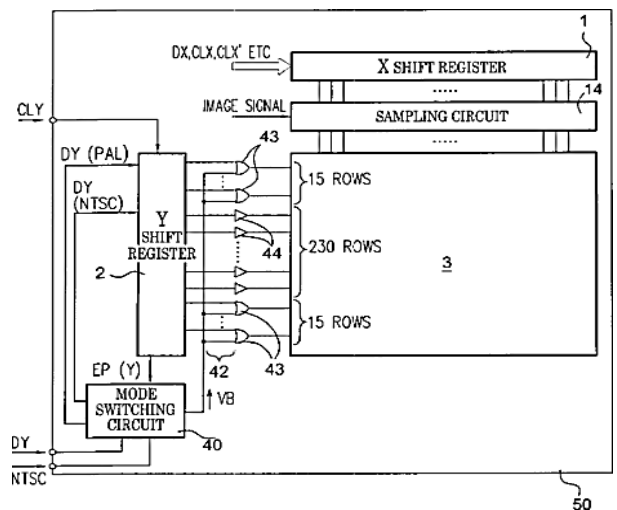 1
DX,CLX,CLX' ETC
X SHIFT REGISTER
.....
14
IMAGE SIGNAL
SAMPLING CIRCUIT
CLY
43
.....
DY (PAL)
15 ROWS
DY
(NTSC)
Y
SHIFT
REGISTER
44
2
230 ROWS
3
15 ROWS
EP (Y)
42
43
VB
MODE
SWITCHING
CIRCUIT
40
DY
NTSC
50